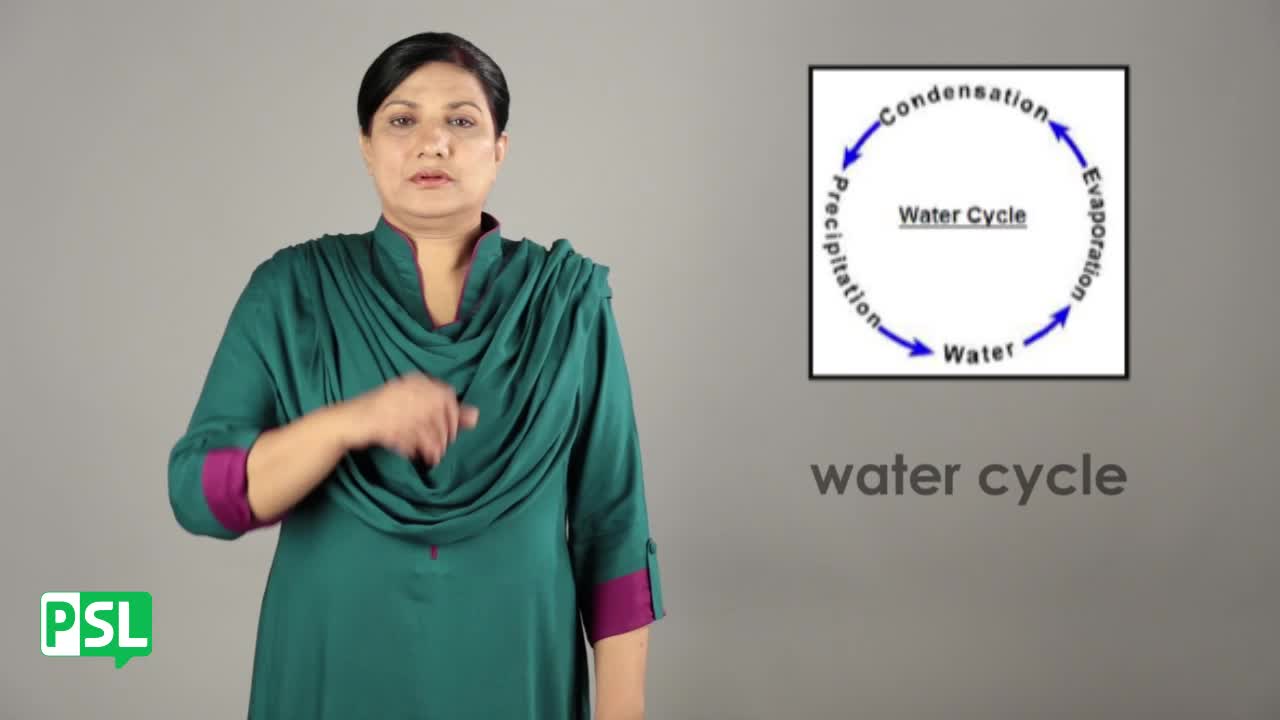 Condensation
Precipitation
Evaporation
Water Cycle
Water
water cycle
PSL